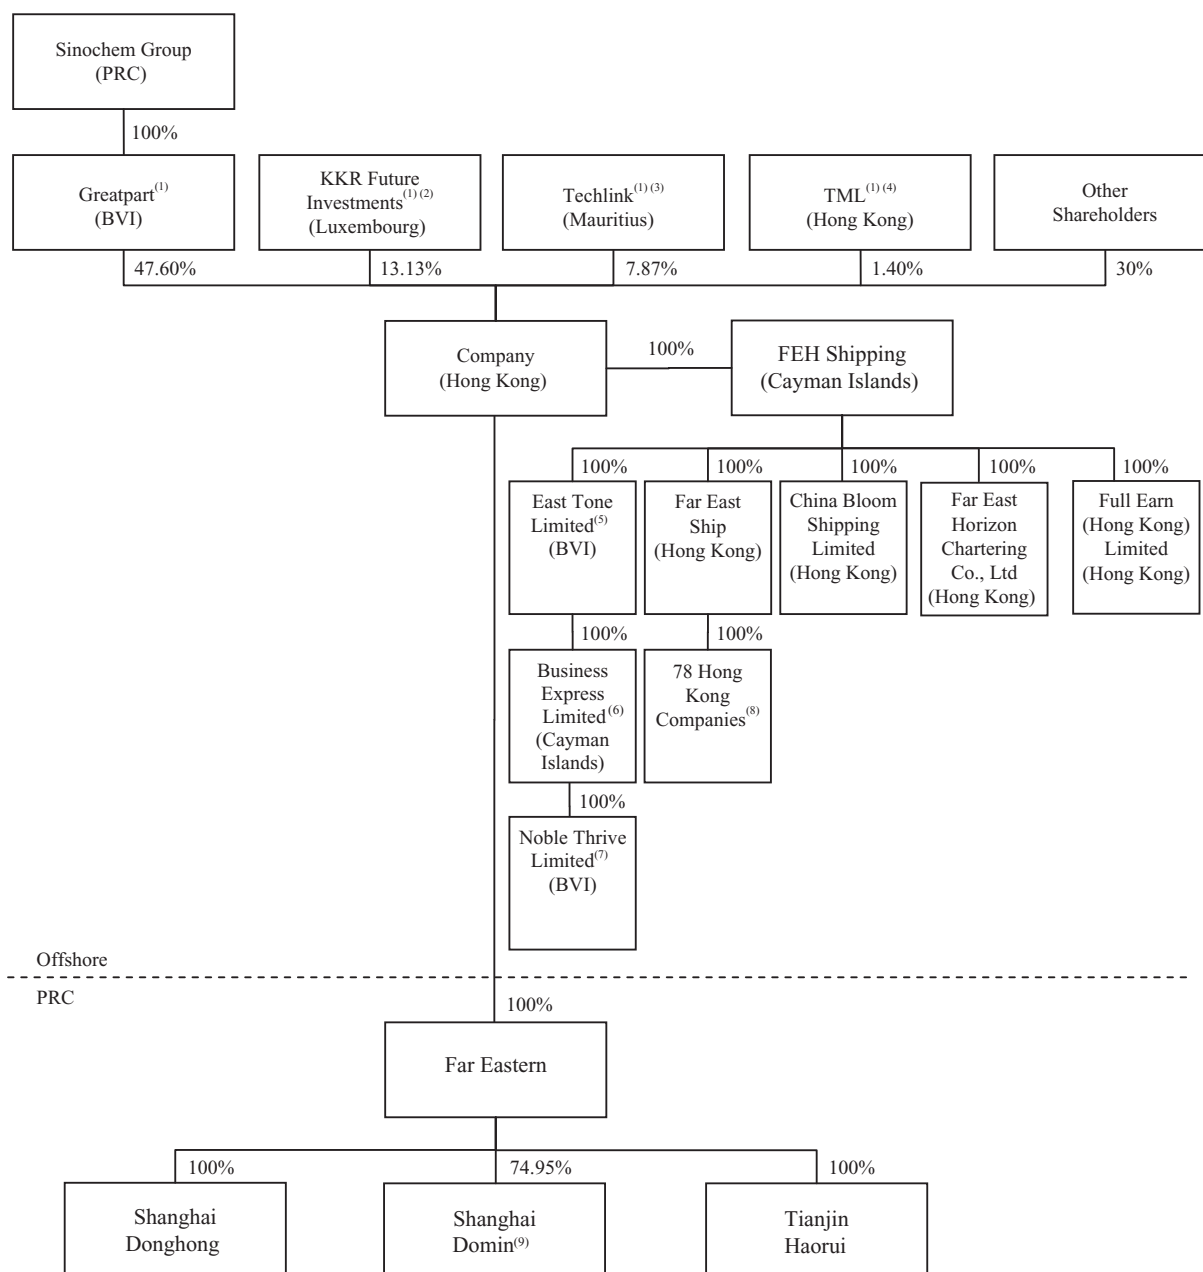 Sinochem Group
(PRC)
100%
Greatpart(1)
(BVI)
KKR Future
Investments(1) (2)
(Luxembourg)
Techlink(1) (3)
(Mauritius)
TML(1) (4)
(Hong Kong)
Other
Shareholders
47.60%
13.13%
7.87%
1.40%
30%
Company
(Hong Kong)
100%
FEH Shipping
(Cayman Islands)
100%
100%
100%
100%
100%
East Tone
Limited(5)
(BVI)
Far East
Ship
(Hong Kong)
China Bloom
Shipping
Limited
(Hong Kong)
Far East
Horizon
Chartering
Co., Ltd
(Hong Kong)
Full Earn
(Hong Kong)
Limited
(Hong Kong)
100%
100%
Business
Express
Limited(6)
(Cayman
Islands)
78 Hong
Kong
Companies(8)
100%
Noble Thrive
Limited(7)
(BVI)
Offshore
PRC
100%
Far Eastern
100%
74.95%
100%
Shanghai
Donghong
Shanghai
Domin(9)
Tianjin
Haorui